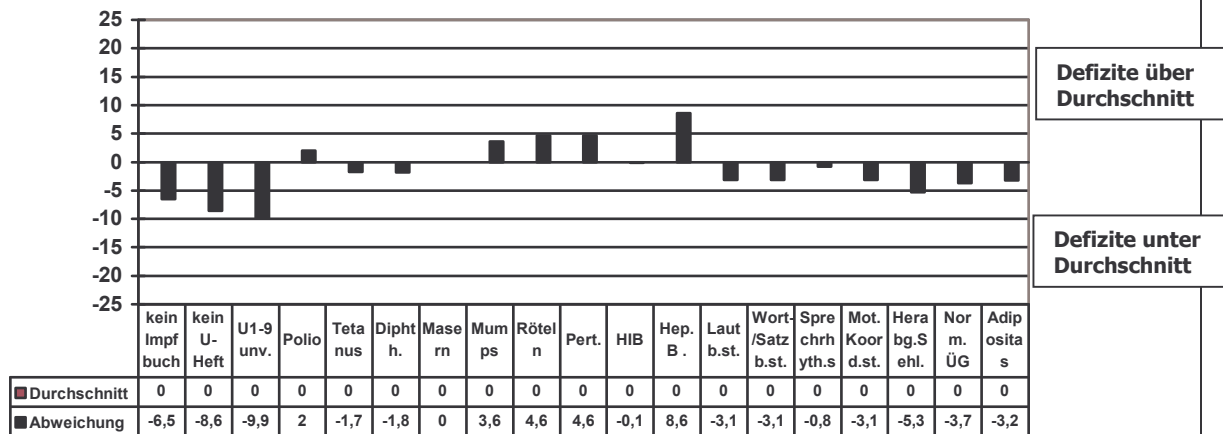 25
20
15
10
5
0
-5
-10
-15
-20
-25
Defizite über
Durchschnitt
Defizite unter
Durchschnitt
kein Impf buch | kein U- Heft | U1-9 unv. | Polio | Teta nus | Dipht h. | Mase rn | Mum ps | Rötel n | Pert. | HIB | Hep. B . | Laut b.st. | Wort- /Satz b.st. | Spre chrh yth.s | Mot. Koor d.st. | Hera bg.S ehl. | Nor m. ÜG | Adip osita s
Durchschnitt 0 0 0 0 0 0 0 0 0 0 0 0 0 0 0 0 0 0 0
Abweichung -6,5 -8,6 -9,9 2 -1,7 -1,8 0 3,6 4,6 4,6 -0,1 8,6 -3,1 -3,1 -0,8 -3,1 -5,3 -3,7 -3,2